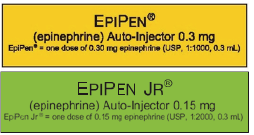 EPIPEN®
(epinephrine) Auto-Injector 0.3 mg
EpiPen® = one dose of 0.30 mg epinephrine (USP, 1:1000, 0.3 mL)
EPIPEN JR®
(epinephrine) Auto-Injector 0.15 mg
EpiPen Jr® = one dose of 0.15 mg epinephrine (USP, 1:2000, 0.3 mL)